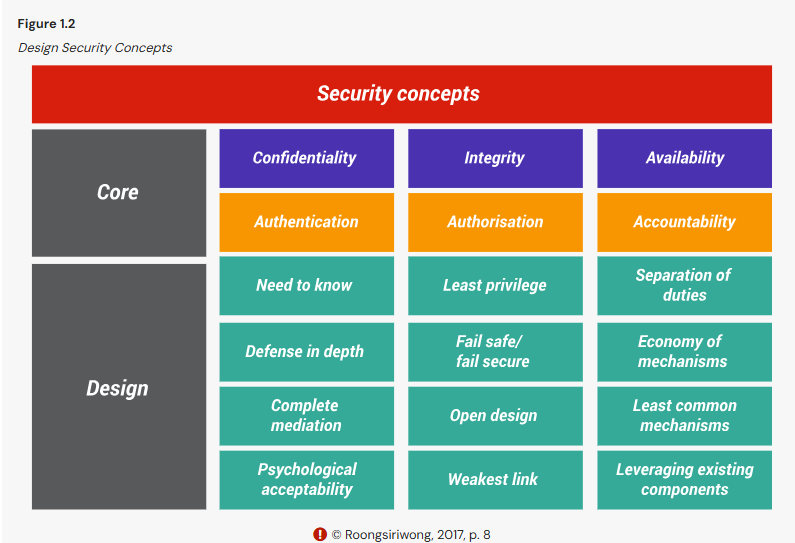 Figure 1.2
Design Security Concepts
Security concepts
Core
Confidentiality
Integrity
Availability
Authentication
Authorisation
Accountability
Design
Need to know
Least privilege
Separation of
duties
Defense in depth
Fail safe/
fail secure
Economy of
mechanisms
Complete
mediation
Open design
Least common
mechanisms
Psychological
acceptability
Weakest link
Leveraging existing
components
! © Roongsiriwong, 2017, p. 8